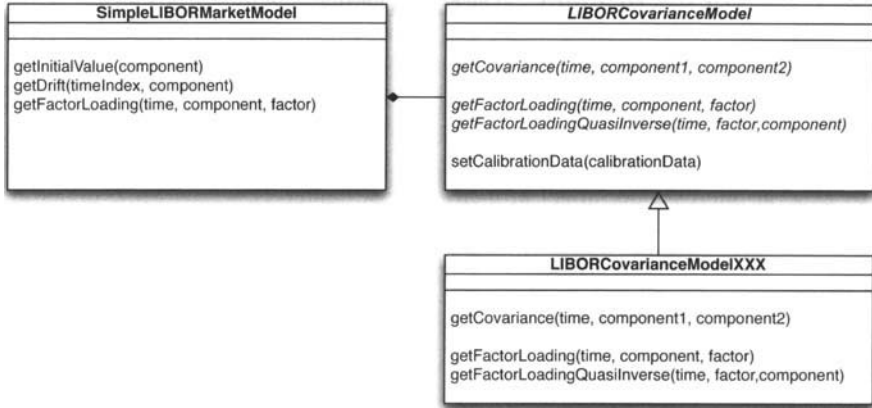 SimpleLIBORMarketModel
getInitialValue(component)
getDrift(timeIndex, component)
getFactorLoading(time, component, factor)
LIBORCovarianceModel
getCovariance(time, component1, component2)
getFactorLoading(time, component, factor)
getFactorLoadingQuasiInverse(time, factor,component)
setCalibrationData(calibrationData)
LIBORCovarianceModelXXX
getCovariance(time, component1, component2)
getFactorLoading(time, component, factor)
getFactorLoadingQuasiInverse(time, factor,component)